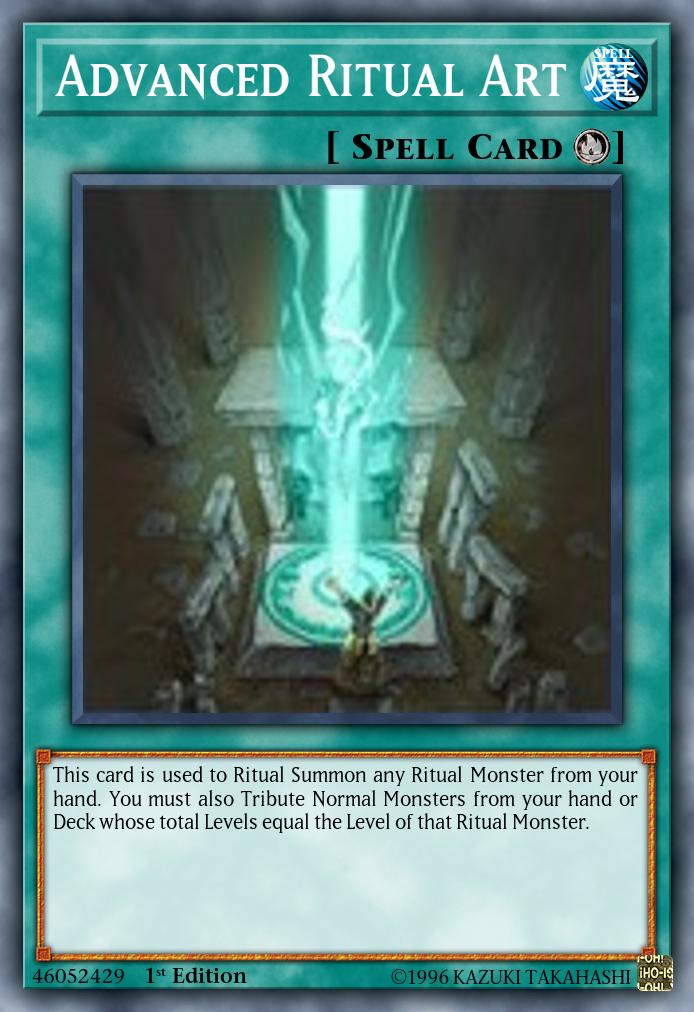 ADVANCED RITUAL ART
SPELL
魔
[ SPELL CARD ]
This card is used to Ritual Summon any Ritual Monster from your
hand. You must also Tribute Normal Monsters from your hand or
Deck whose total Levels equal the Level of that Ritual Monster.
46052429 1st Edition ©1996 KAZUKI TAKAHASHI